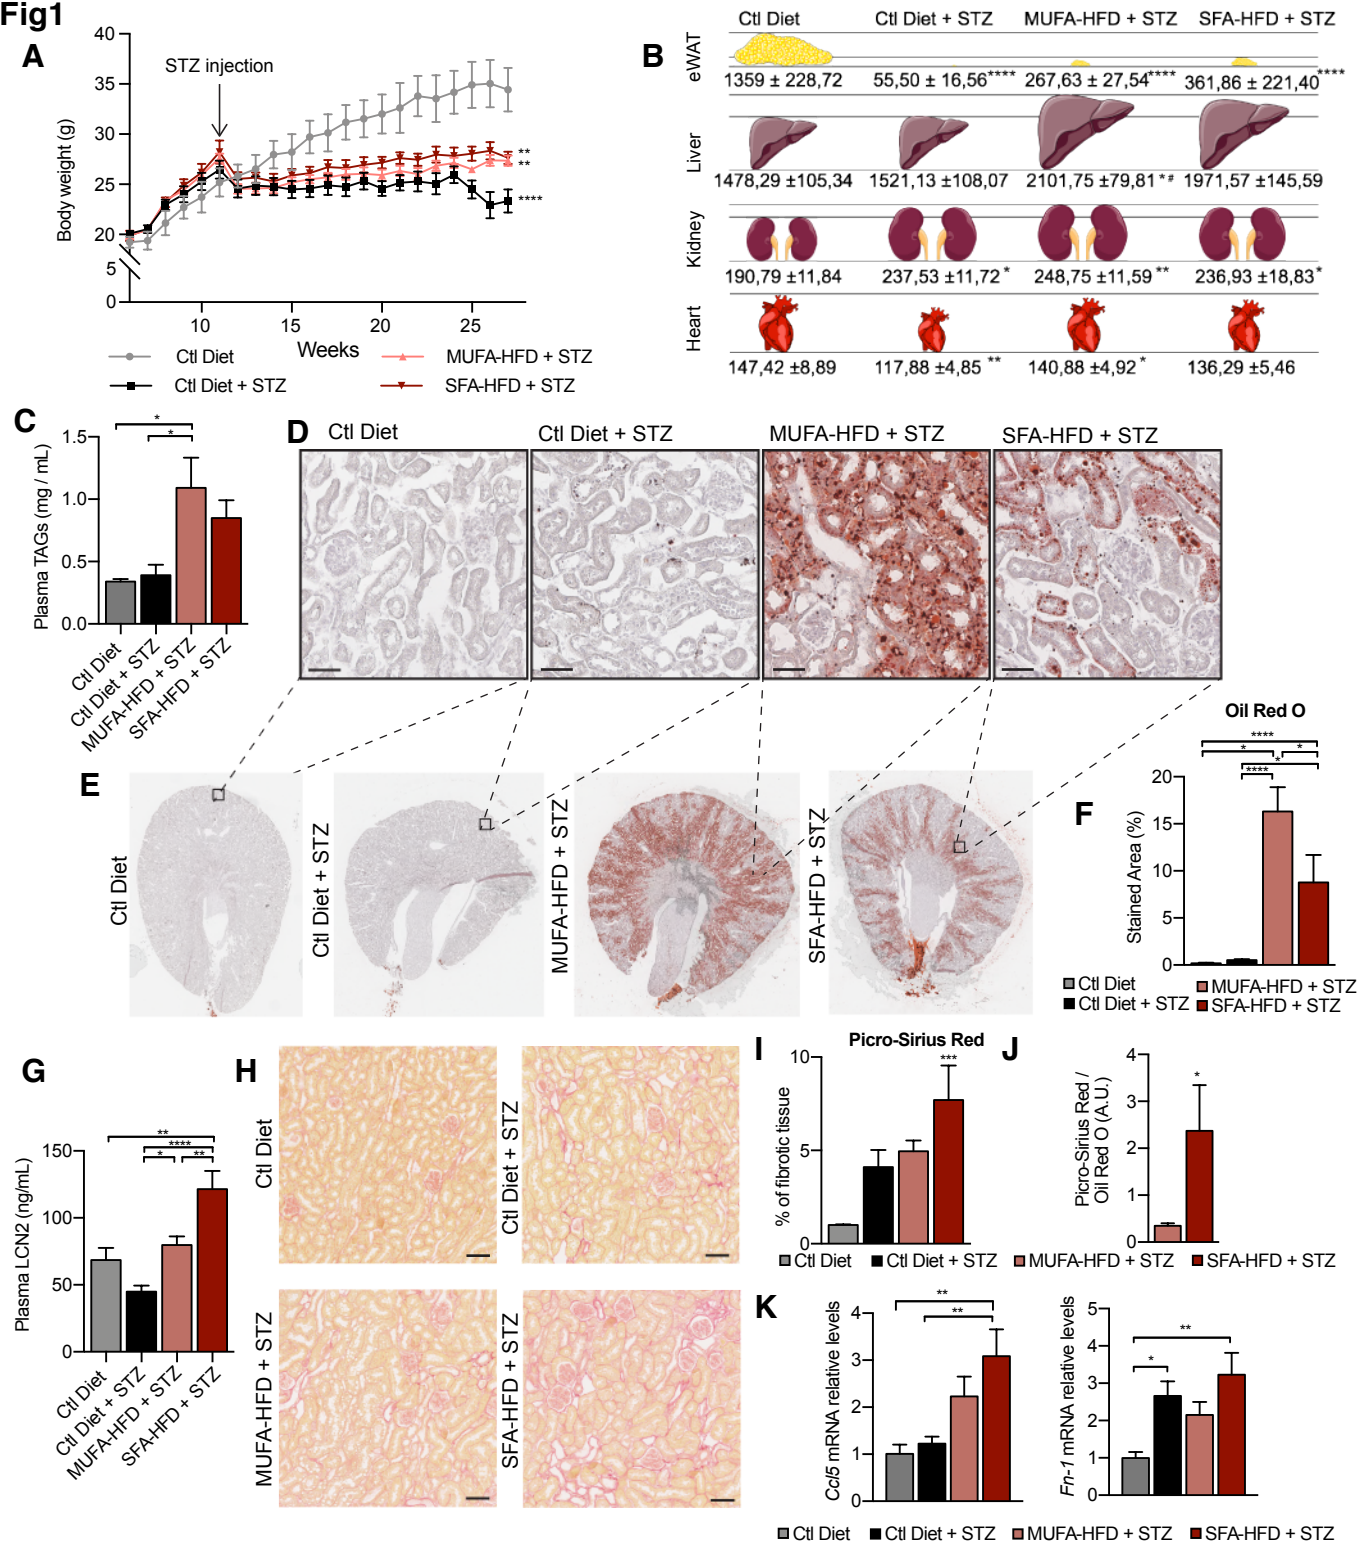 Fig1
A
STZ injection
Body weight (g)
40
35
30
25
20
5
0
10
15
20
25
Weeks
**
**
****
Ctl Diet
MUFA-HFD + STZ
Ctl Diet + STZ
SFA-HFD + STZ
B
Ctl Diet
Ctl Diet + STZ
MUFA-HFD + STZ
SFA-HFD + STZ
eWAT
1359 ± 228,72
55,50 ± 16,56****
267,63 ± 27,54****
361,86 ± 221,40****
Liver
1478,29 ±105,34
1521,13 ±108,07
2101,75 ±79,81 *#
1971,57 ±145,59
Kidney
190,79 ±11,84
237,53 ±11,72 *
248,75 ±11,59 **
236,93 ±18,83*
Heart
147,42 ±8,89
117,88 ±4,85 **
140,88 ±4,92 *
136,29 ±5,46
C
Plasma TAGs (mg / mL)
1.5
1.0
0.5
0.0
*
*
Ctl Diet
Ctl Diet + STZ
MUFA-HFD + STZ
SFA-HFD + STZ
D
Ctl Diet
Ctl Diet + STZ
MUFA-HFD + STZ
SFA-HFD + STZ
E
Ctl Diet
Ctl Diet + STZ
MUFA-HFD + STZ
SFA-HFD + STZ
F
Oil Red O
****
*
*
*
****
Stained Area (%)
20
15
10
5
0
Ctl Diet
MUFA-HFD + STZ
Ctl Diet + STZ
SFA-HFD + STZ
G
Plasma LCN2 (ng/mL)
150
100
50
0
**
****
*
**
Ctl Diet
Ctl Diet + STZ
MUFA-HFD + STZ
SFA-HFD + STZ
H
Ctl Diet
Ctl Diet + STZ
MUFA-HFD + STZ
SFA-HFD + STZ
I
Picro-Sirius Red
% of fibrotic tissue
10
5
0
***
J
Picro-Sirius Red /
Oil Red O (A.U.)
4
3
2
1
0
*
Ctl Diet
Ctl Diet + STZ
MUFA-HFD + STZ
SFA-HFD + STZ
K
Ccl5 mRNA relative levels
4
3
2
1
0
**
**
Fn-1 mRNA relative levels
5
4
3
2
1
0
**
*
Ctl Diet
Ctl Diet + STZ
MUFA-HFD + STZ
SFA-HFD + STZ